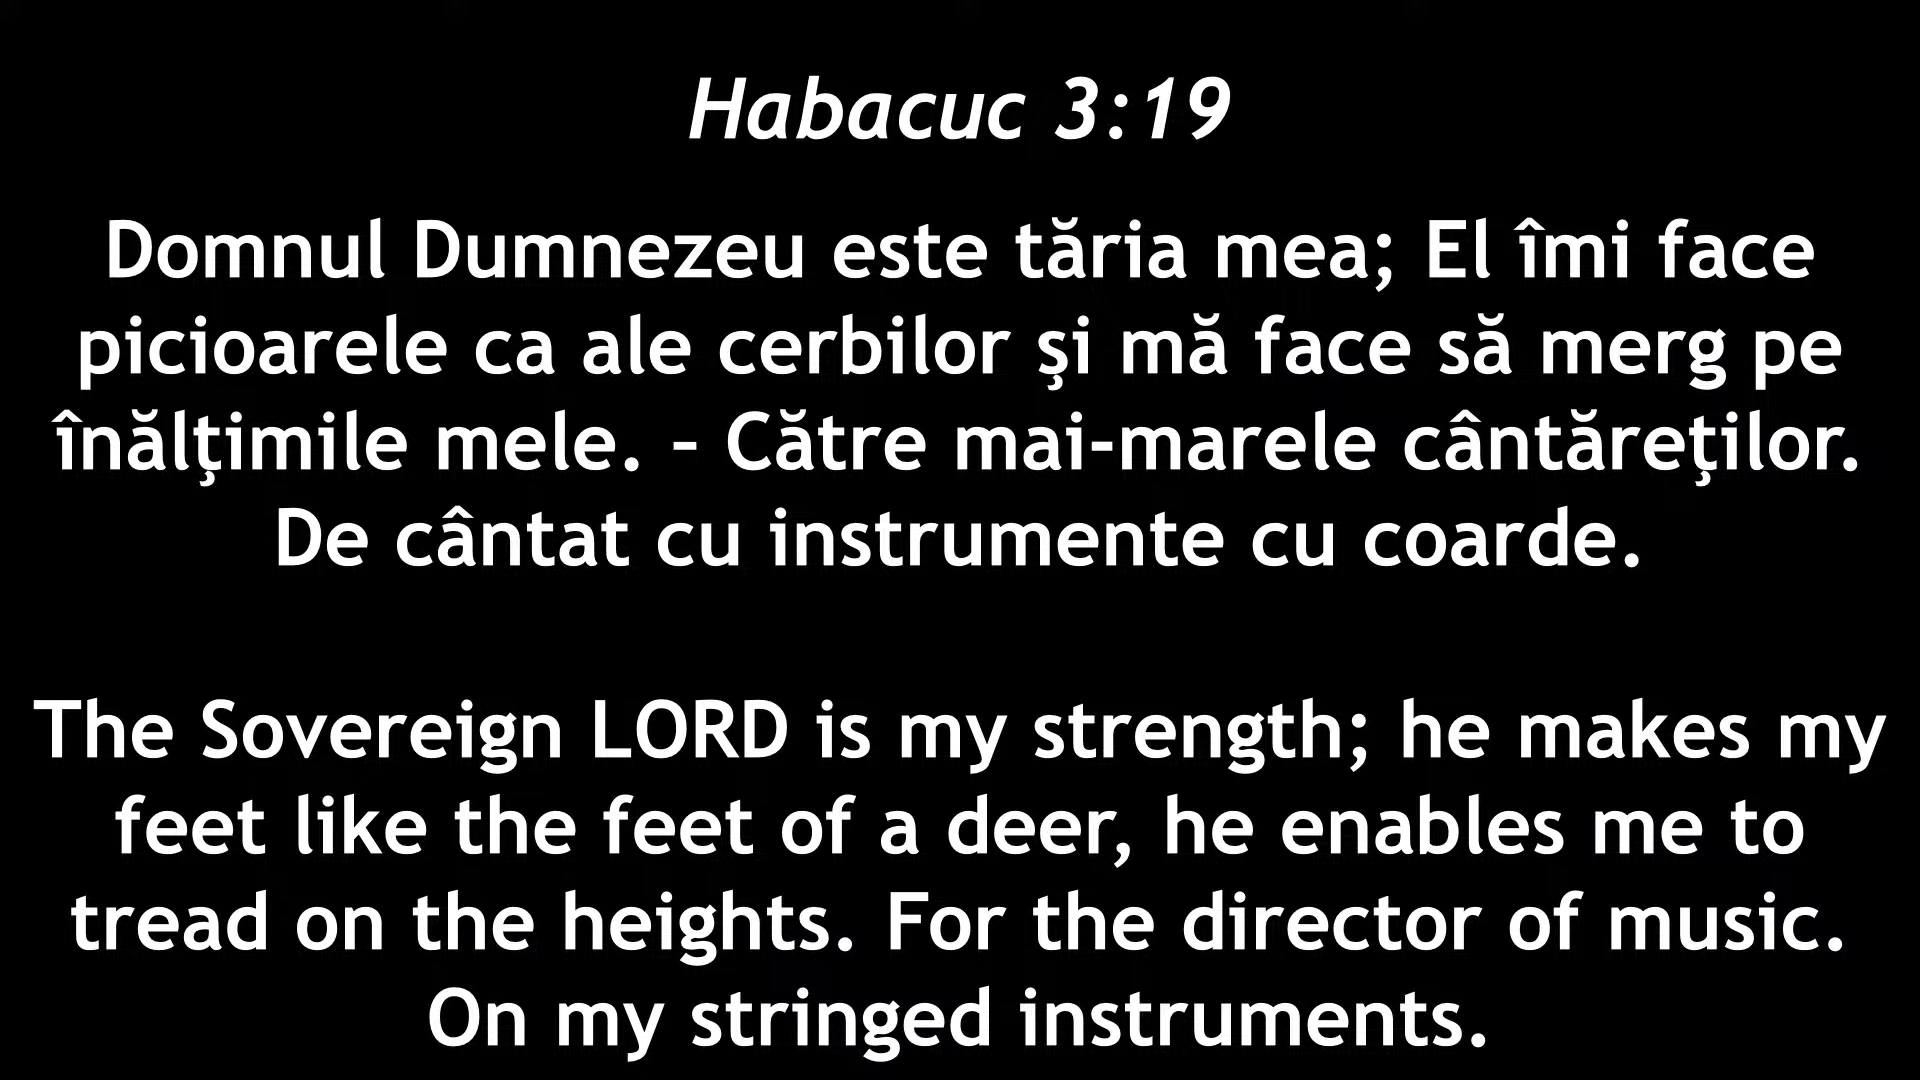 Habacuc 3:19
Domnul Dumnezeu este tăria mea; El îmi face
picioarele ca ale cerbilor şi mă face să merg pe
înălţimile mele. – Către mai-marele cântăreţilor.
De cântat cu instrumente cu coarde.
The Sovereign LORD is my strength; he makes my
feet like the feet of a deer, he enables me to
tread on the heights. For the director of music.
On my stringed instruments.